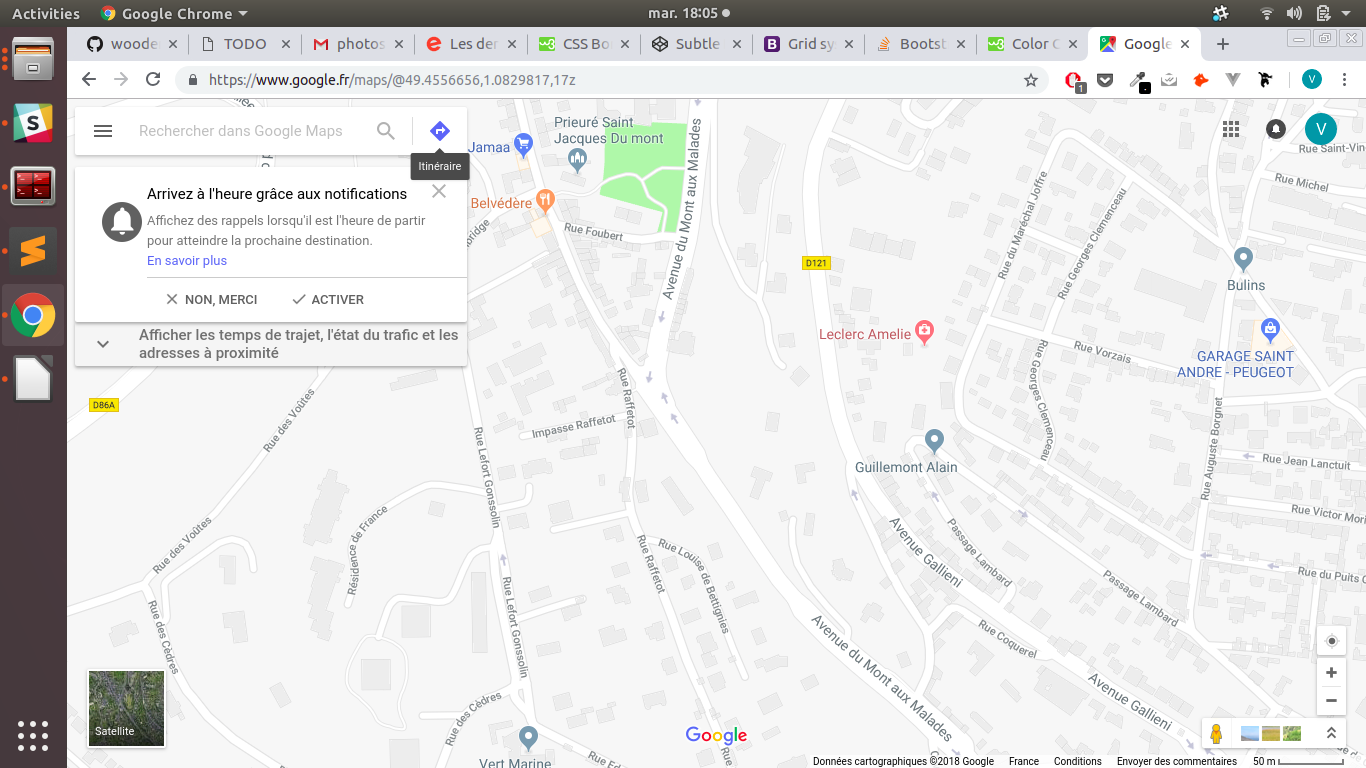 Activities
Google Chrome
mar. 18:05
woode
TODO
photos
Les der
CSS Bo
Subtle
Grid sy
Bootst
Color C
Google
https://www.google.fr/maps/@49.4556656,1.0829817,17z
1
V
Rechercher dans Google Maps
Itinéraire
V
Arrivez à l'heure grâce aux notifications
Affichez des rappels lorsqu'il est l'heure de partir
pour atteindre la prochaine destination.
En savoir plus
NON, MERCI
ACTIVER
Afficher les temps de trajet, l'état du trafic et les
adresses à proximité
Prieuré Saint
Jacques Du mont
Jamaa
Belvédère
Rue Foubert
Avenue du Mont aux Malades
D121
Rue du Maréchal Joffre
Rue Georges Clemenceau
Rue Saint-Vin
Rue Michel
Bulins
Leclerc Amelie
Rue Vorzais
GARAGE SAINT
ANDRE - PEUGEOT
Rue Georges Clemenceau
D86A
Rue des Voûtes
Rue Raffetot
Impasse Raffetot
Rue Lefort Gonssolin
Guillemont Alain
Rue Auguste Borgnet
Rue Jean Lanctuit
Rue Victor Mori
Rue des Voûtes
Résidence de France
Avenue Gallieni
Passage Lambard
Rue Raffetot
Rue Louise de Bettignies
Passage Lambard
Rue du Puits C
Rue des Cèdres
Rue Lefort Gonssolin
Rue Coquerel
Avenue du Mont aux Malades
Avenue Gallieni
Rue des Cèdres
Vert Marine
Satellite
Google
Données cartographiques ©2018 Google
France
Conditions
Envoyer des commentaires
50 m